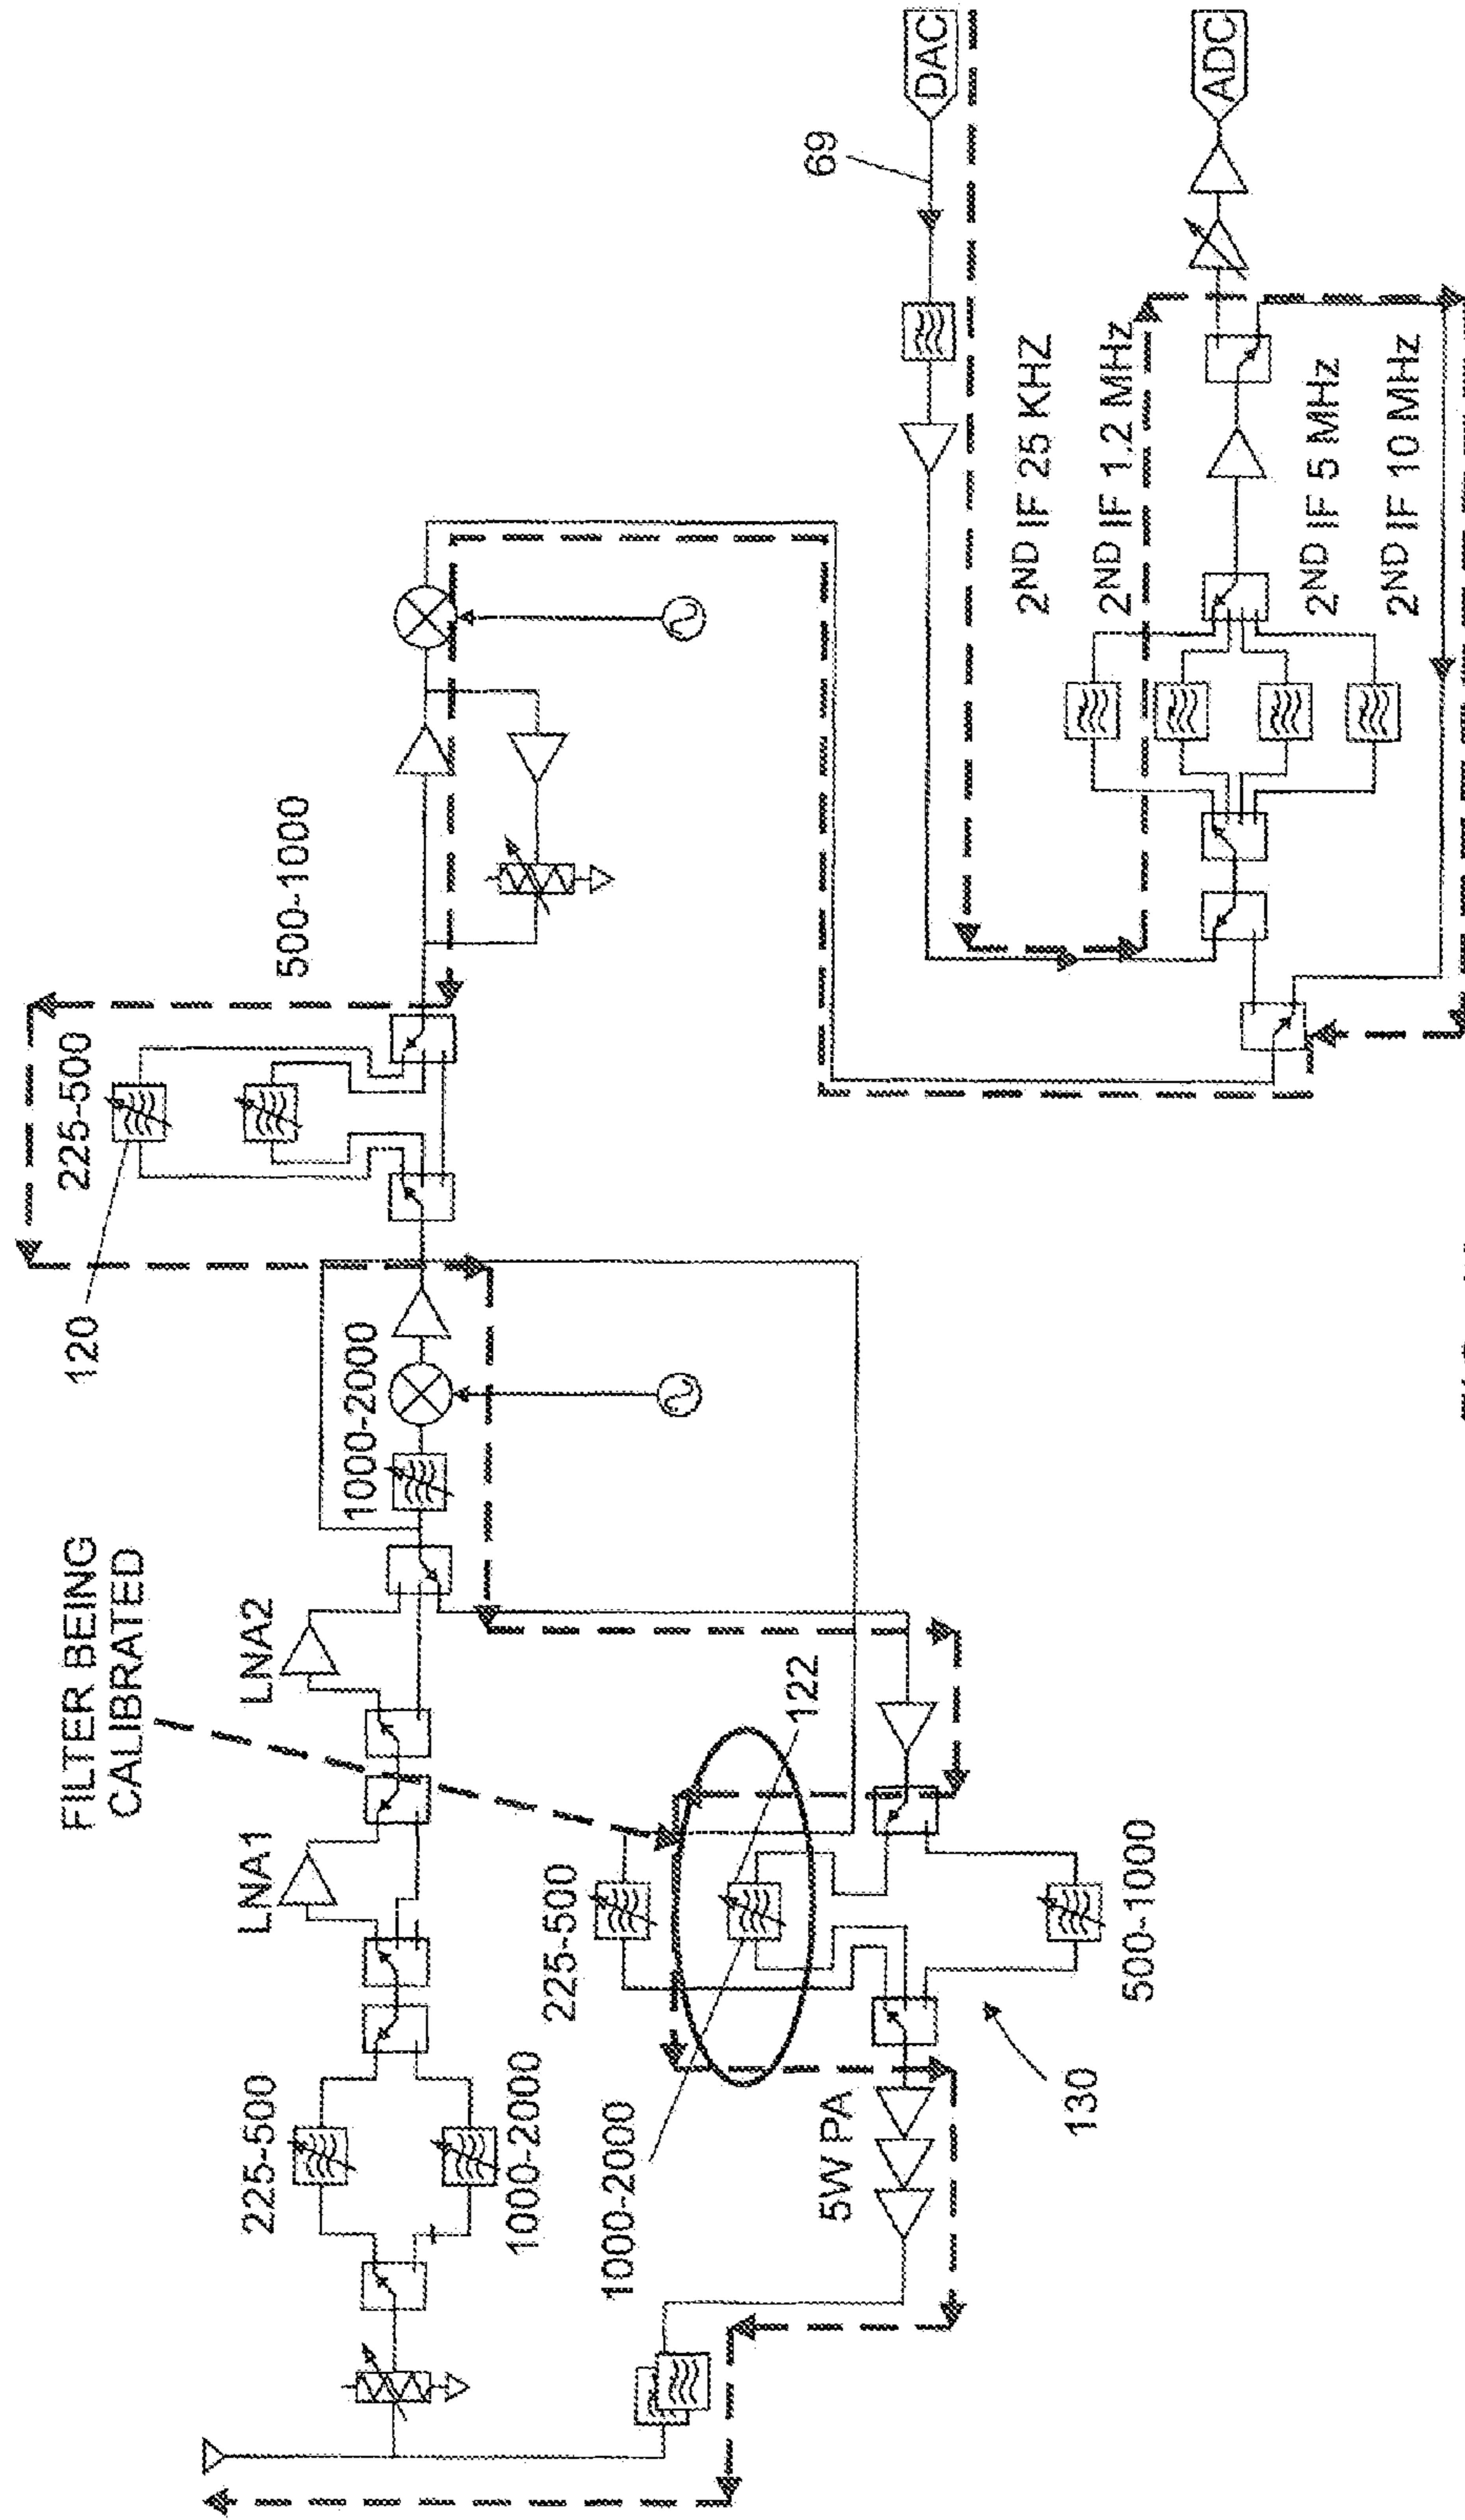 FILTER BEING
CALIBRATED
225-500
1000-2000
LNA1
LNA2
1000-2000
120
225-500
500-1000
225-500
1000-2000
122
5W PA
130
500-1000
69
DAC
2ND IF 25 KHZ
2ND IF 1.2 MHz
ADC
2ND IF 5 MHz
2ND IF 10 MHz